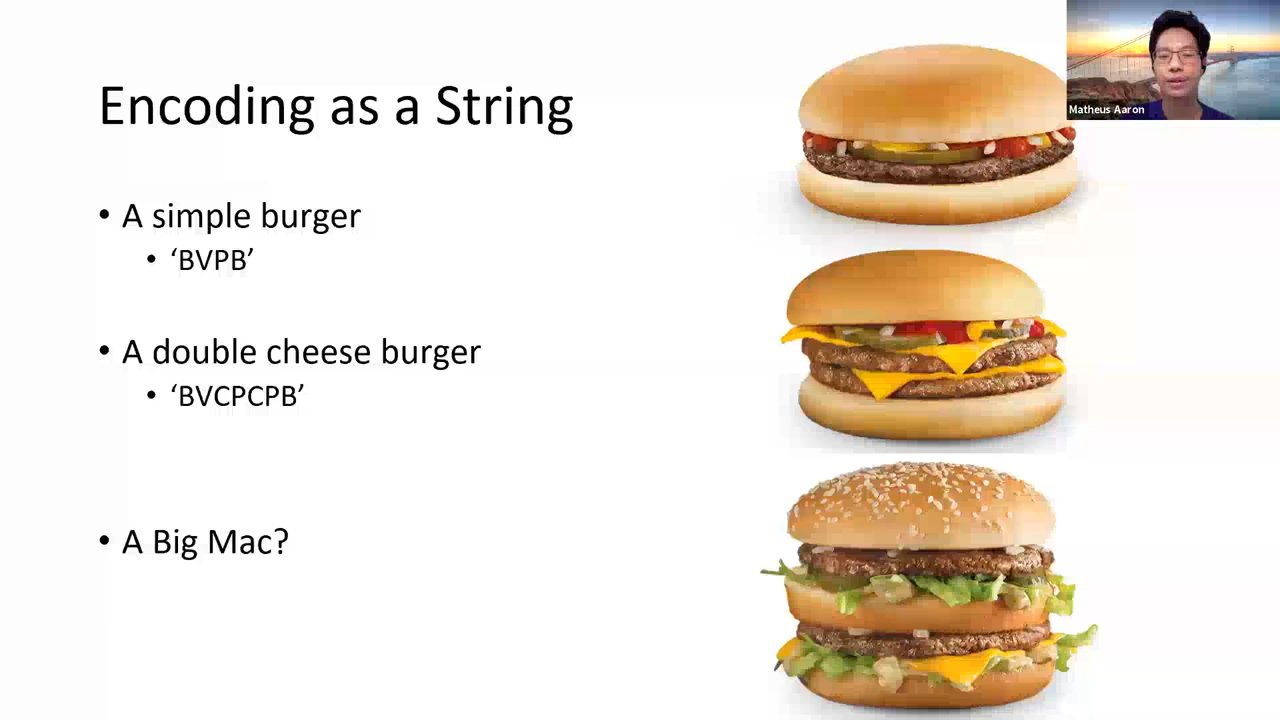 Encoding as a String
• A simple burger
• ‘BVPB’
• A double cheese burger
• ‘BVCPCPB’
• A Big Mac?
Matheus Aaron